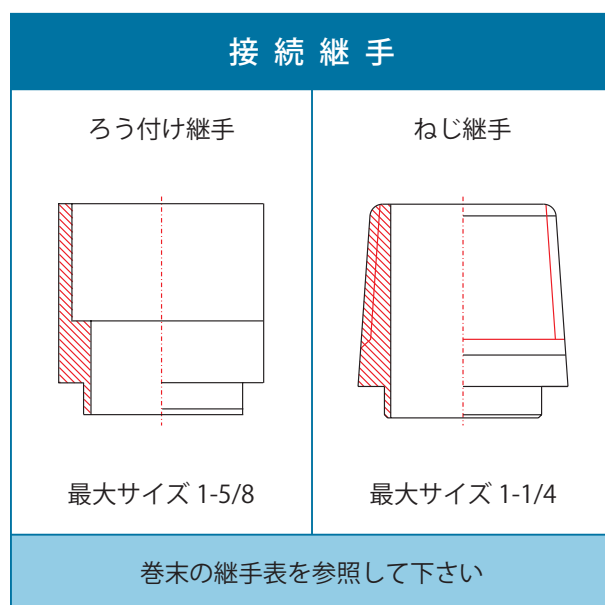 接続継手
ろう付け継手
ねじ継手
最大サイズ 1-5/8
最大サイズ 1-1/4
巻末の継手表を参照して下さい